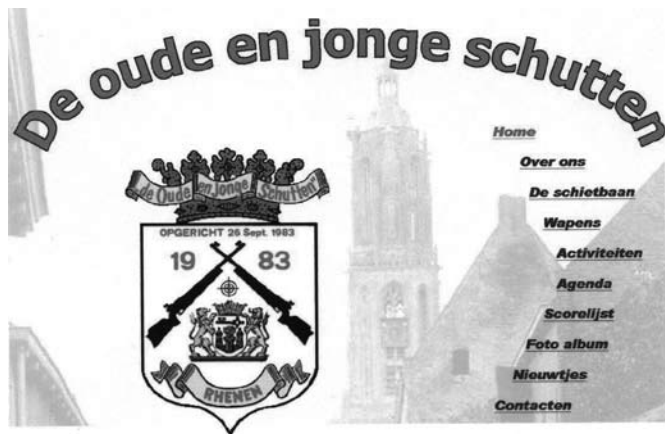 De oude en jonge schutten
"de Oude en Jonge Schutten"
OPGERICHT 26 Sept. 1983
19 83
RHENEN
Home
Over ons
De schietbaan
Wapens
Activiteiten
Agenda
Scorelijst
Foto album
Nieuwtjes
Contacten